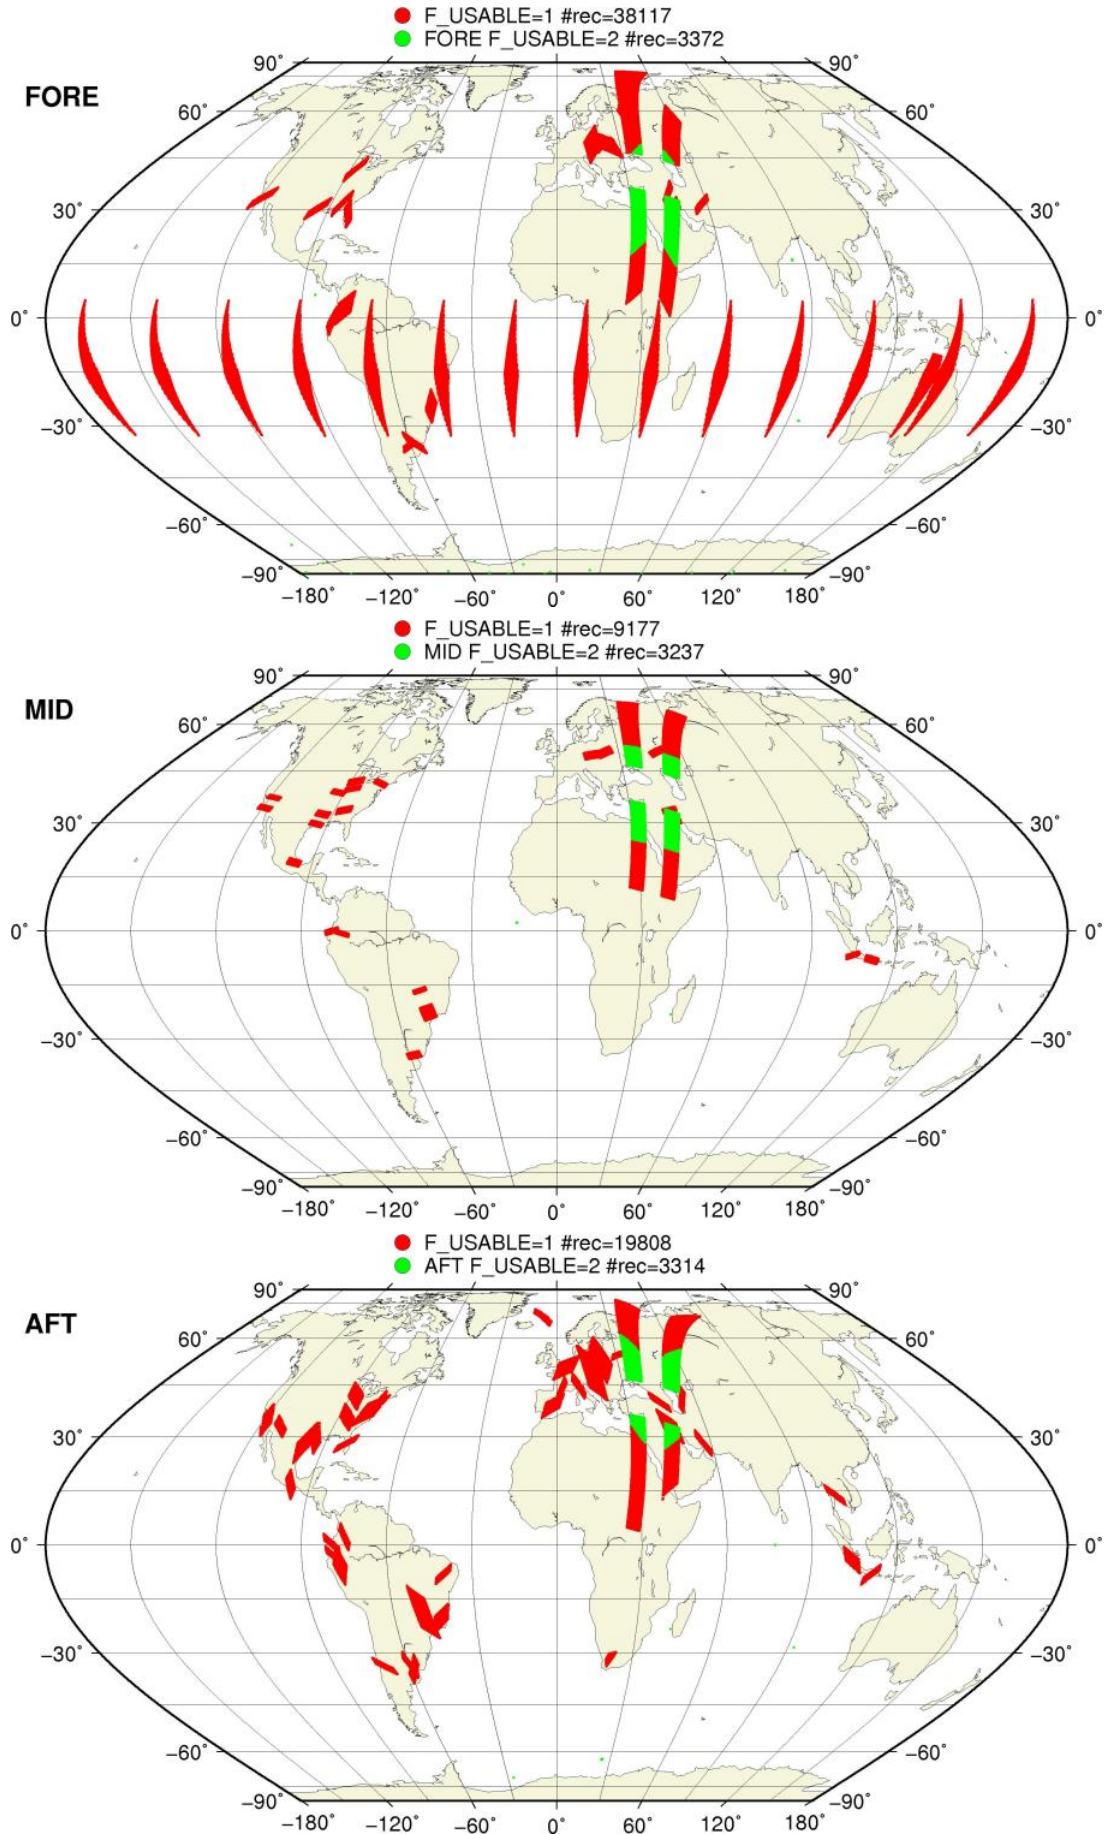 F_USABLE=1 #rec=38117
FORE F_USABLE=2 #rec=3372
FORE
90° 90°
60° 60°
30° 30°
0° 0°
−30° −30°
−60° −60°
−90° −90°
−180° −120° −60° 0° 60° 120° 180°
F_USABLE=1 #rec=9177
MID F_USABLE=2 #rec=3237
MID
90° 90°
60° 60°
30° 30°
0° 0°
−30° −30°
−60° −60°
−90° −90°
−180° −120° −60° 0° 60° 120° 180°
F_USABLE=1 #rec=19808
AFT F_USABLE=2 #rec=3314
AFT
90° 90°
60° 60°
30° 30°
0° 0°
−30° −30°
−60° −60°
−90° −90°
−180° −120° −60° 0° 60° 120° 180°